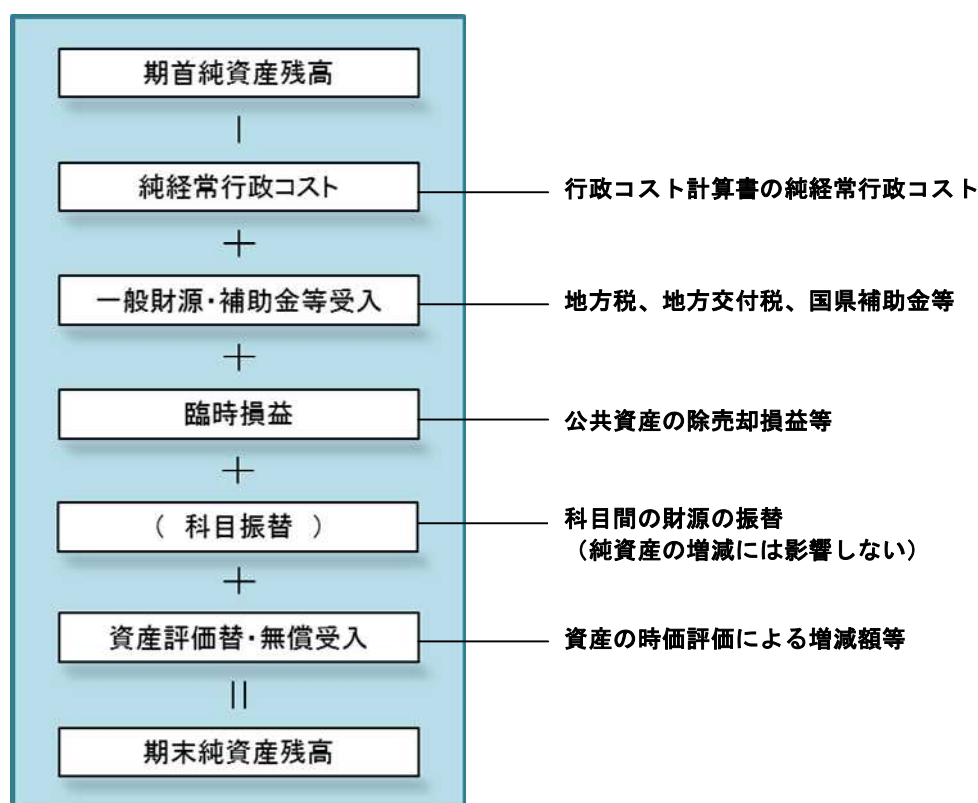 期首純資産残高
|
純経常行政コスト
行政コスト計算書の純経常行政コスト
＋
一般財源・補助金等受入
地方税、地方交付税、国県補助金等
＋
臨時損益
公共資産の除売却損益等
＋
（ 科目振替 ）
科目間の財源の振替
（純資産の増減には影響しない）
＋
資産評価替・無償受入
資産の時価評価による増減額等
||
期末純資産残高